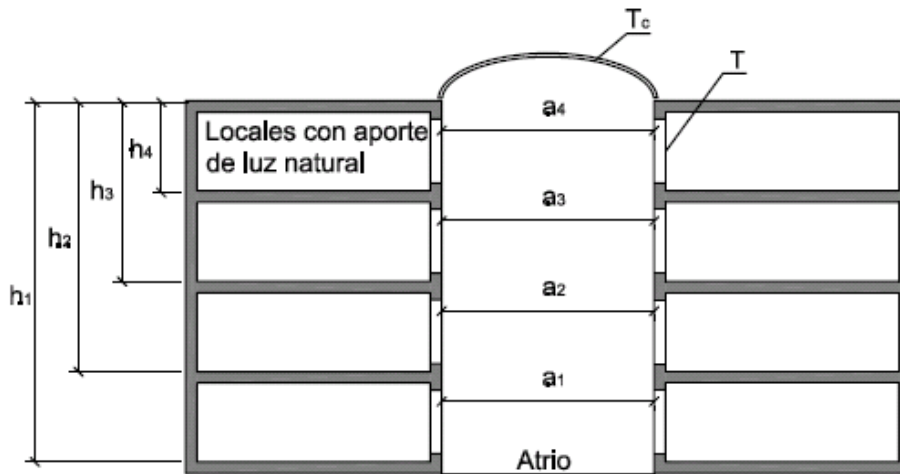 Tc
T
a4
Locales con aporte
de luz natural
h4
h3
a3
h2
a2
h1
a1
Atrio